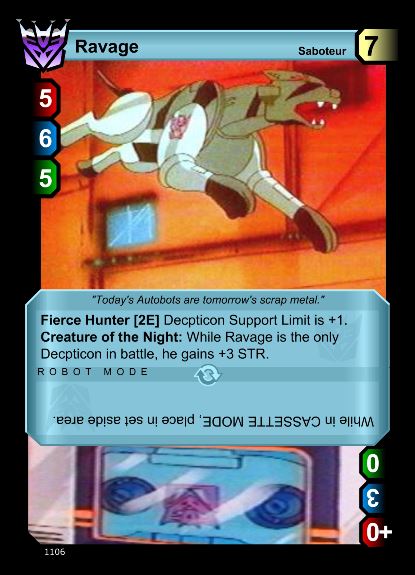 Ravage
Saboteur
7
5
6
5
"Today's Autobots are tomorrow's scrap metal."
Fierce Hunter [2E] Decpticon Support Limit is +1.
Creature of the Night: While Ravage is the only
Decpticon in battle, he gains +3 STR.
ROBOT MODE
While in CASSETTE MODE, place in set aside area.
0
3
0+
1106